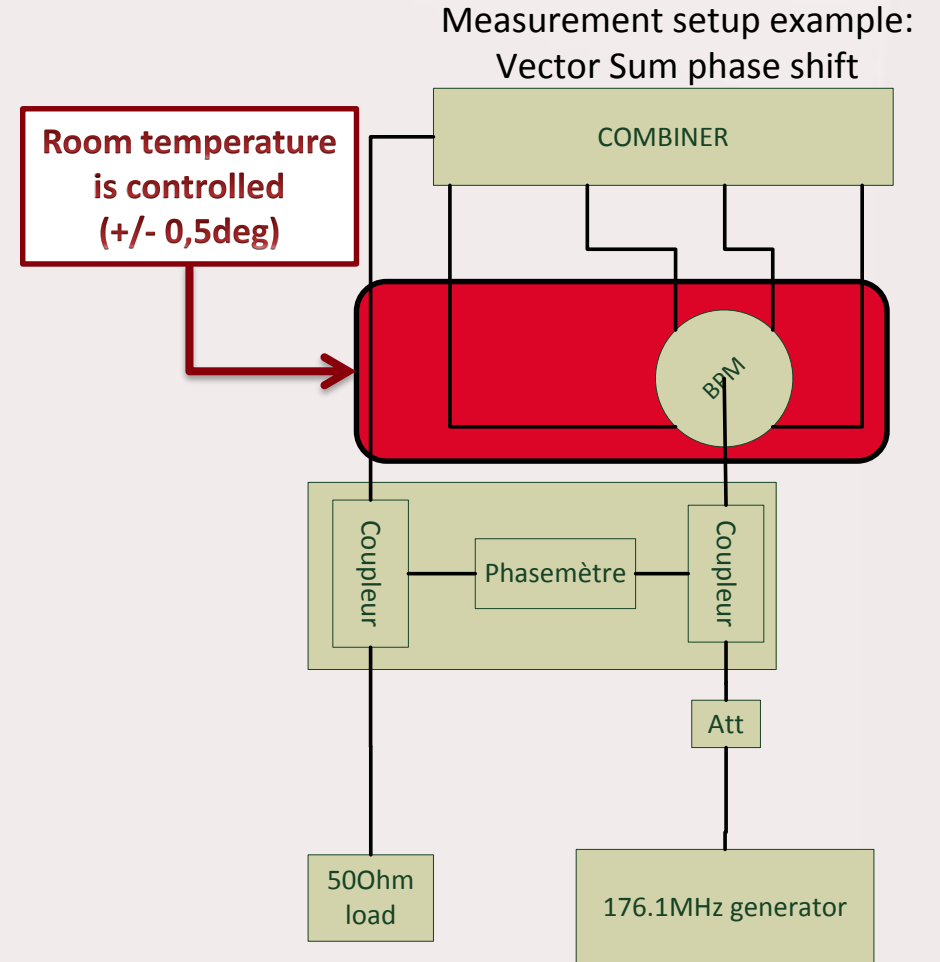 Measurement setup example:
Vector Sum phase shift
COMBINER
Room temperature
is controlled
(+/- 0,5deg)
BPM
Coupleur
Phasemètre
Coupleur
Att
50Ohm
load
176.1MHz generator